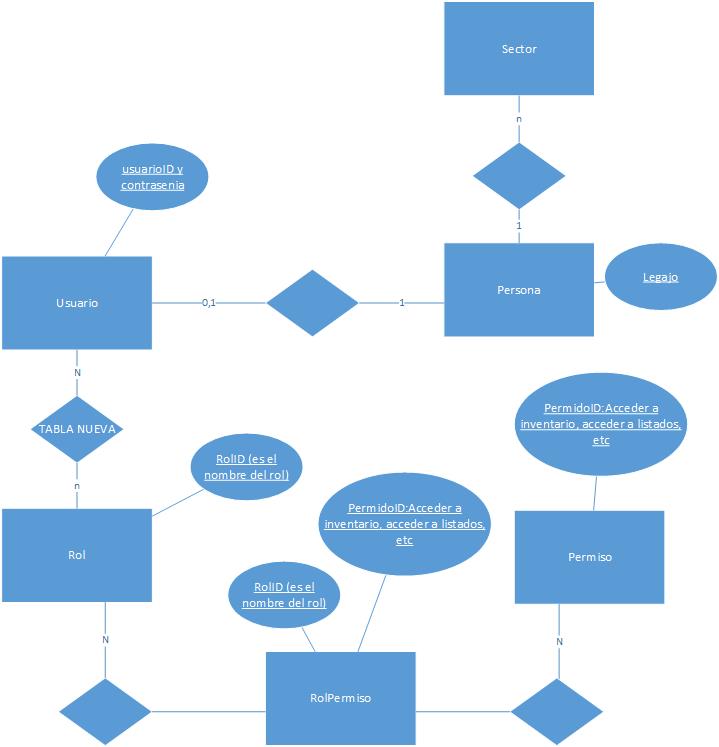 Sector
n
usuarioID y
contrasenia
1
Persona
Legajo
Usuario
0,1
1
N
TABLA NUEVA
n
PermidoID:Acceder a
inventario, acceder a listados,
etc
RolID (es el
nombre del rol)
PermidoID:Acceder a
inventario, acceder a listados,
etc
Rol
Permiso
RolID (es el
nombre del rol)
N
N
RolPermiso